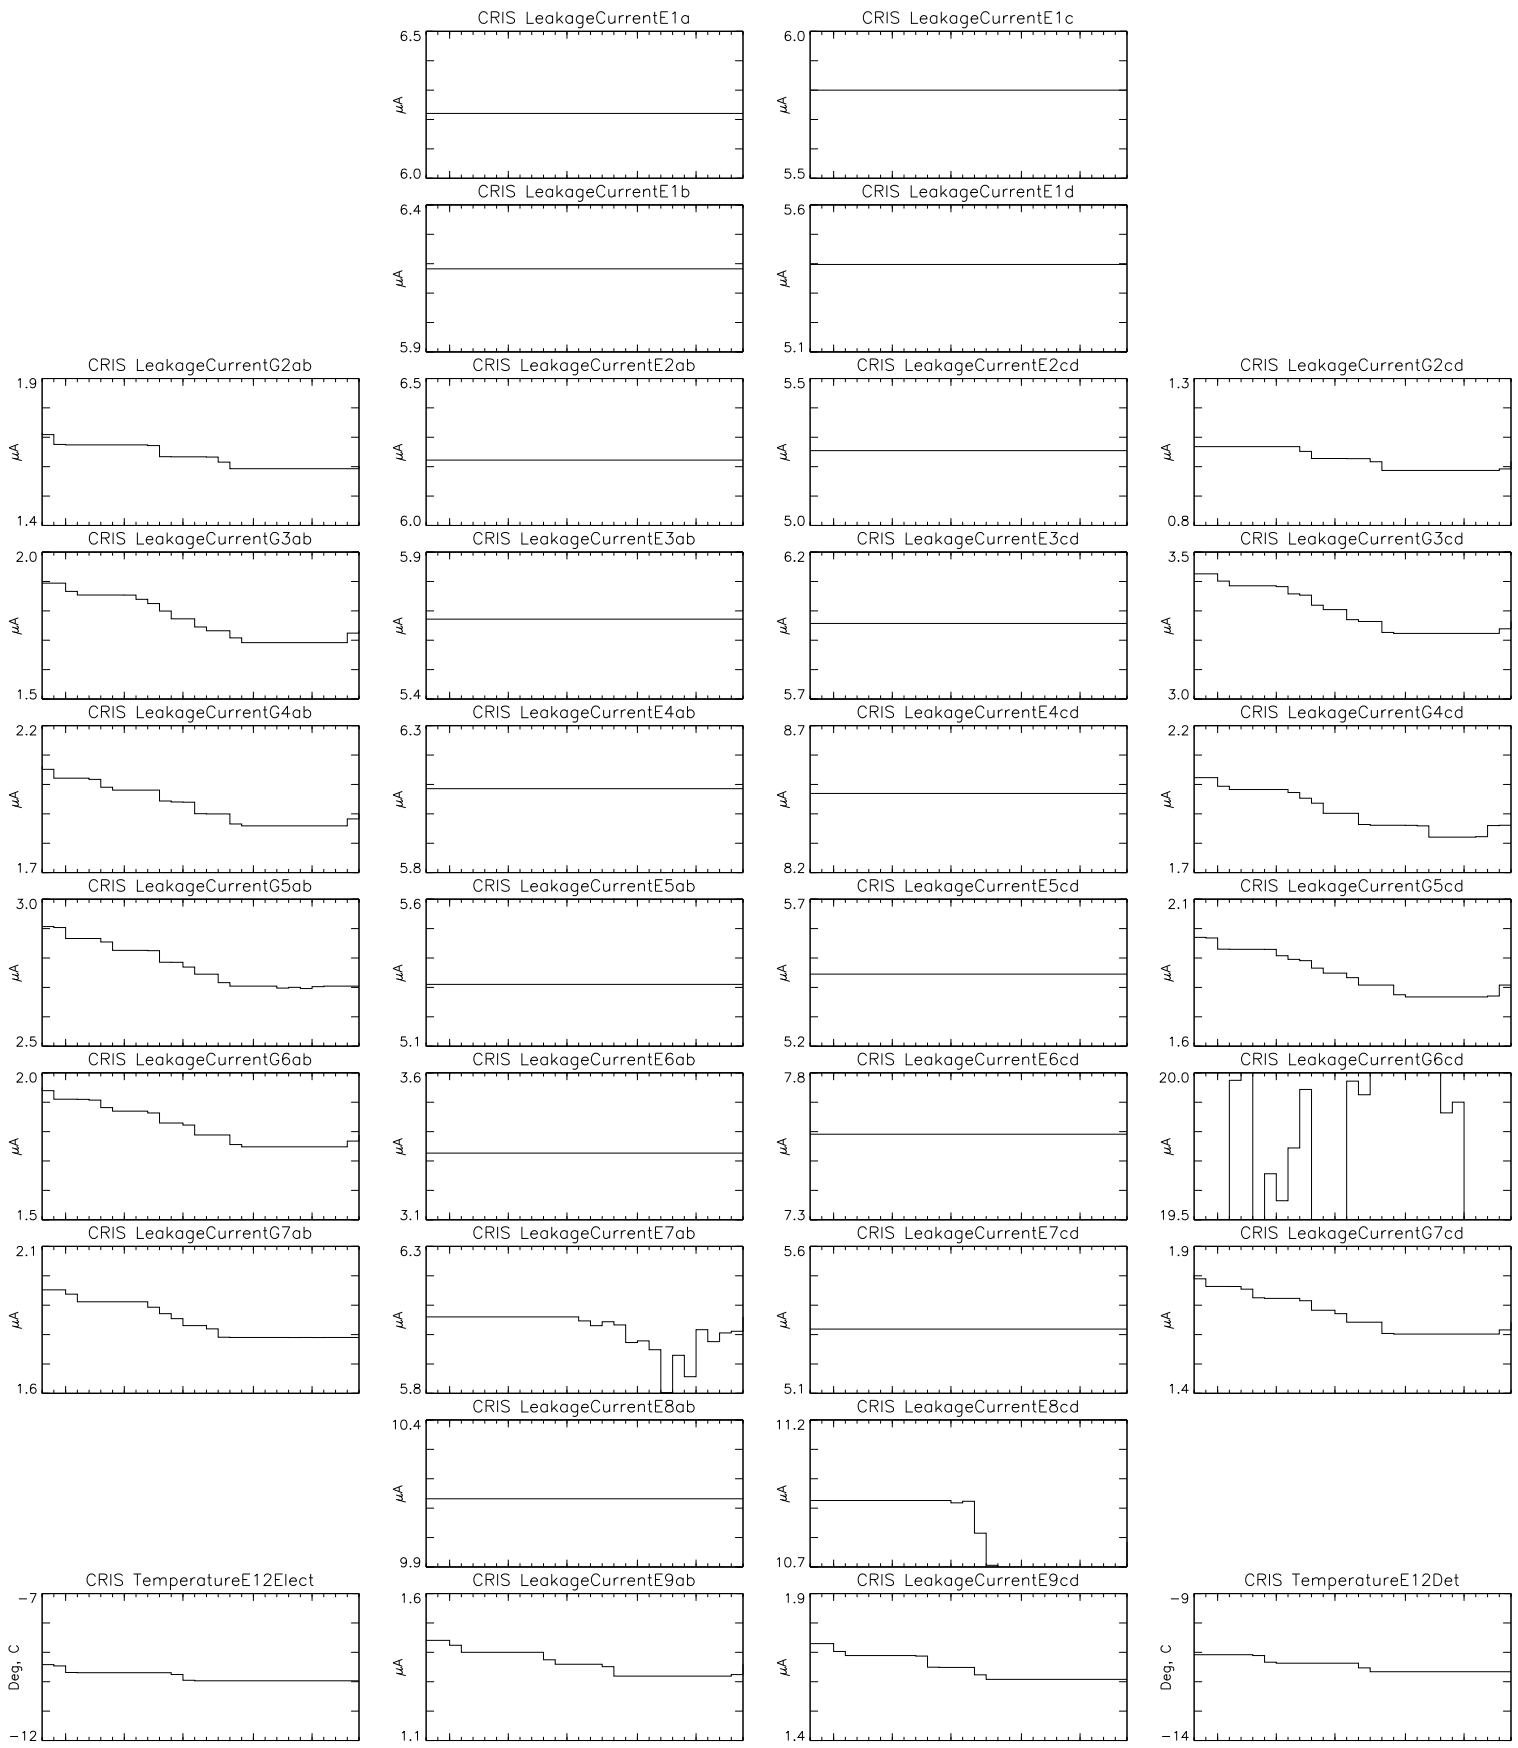 CRIS LeakageCurrentE1a
6.5
μA
6.0
CRIS LeakageCurrentE1c
6.0
μA
5.5
CRIS LeakageCurrentE1b
6.4
μA
5.9
CRIS LeakageCurrentE1d
5.6
μA
5.1
CRIS LeakageCurrentG2ab
1.9
μA
1.4
CRIS LeakageCurrentE2ab
6.5
μA
6.0
CRIS LeakageCurrentE2cd
5.5
μA
5.0
CRIS LeakageCurrentG2cd
1.3
μA
0.8
CRIS LeakageCurrentG3ab
2.0
μA
1.5
CRIS LeakageCurrentE3ab
5.9
μA
5.4
CRIS LeakageCurrentE3cd
6.2
μA
5.7
CRIS LeakageCurrentG3cd
3.5
μA
3.0
CRIS LeakageCurrentG4ab
2.2
μA
1.7
CRIS LeakageCurrentE4ab
6.3
μA
5.8
CRIS LeakageCurrentE4cd
8.7
μA
8.2
CRIS LeakageCurrentG4cd
2.2
μA
1.7
CRIS LeakageCurrentG5ab
3.0
μA
2.5
CRIS LeakageCurrentE5ab
5.6
μA
5.1
CRIS LeakageCurrentE5cd
5.7
μA
5.2
CRIS LeakageCurrentG5cd
2.1
μA
1.6
CRIS LeakageCurrentG6ab
2.0
μA
1.5
CRIS LeakageCurrentE6ab
3.6
μA
3.1
CRIS LeakageCurrentE6cd
7.8
μA
7.3
CRIS LeakageCurrentG6cd
20.0
μA
19.5
CRIS LeakageCurrentG7ab
2.1
μA
1.6
CRIS LeakageCurrentE7ab
6.3
μA
5.8
CRIS LeakageCurrentE7cd
5.6
μA
5.1
CRIS LeakageCurrentG7cd
1.9
μA
1.4
CRIS LeakageCurrentE8ab
10.4
μA
9.9
CRIS LeakageCurrentE8cd
11.2
μA
10.7
CRIS TemperatureE12Elect
-7
Deg, C
-12
CRIS LeakageCurrentE9ab
1.6
μA
1.1
CRIS LeakageCurrentE9cd
1.9
μA
1.4
CRIS TemperatureE12Det
-9
Deg, C
-14